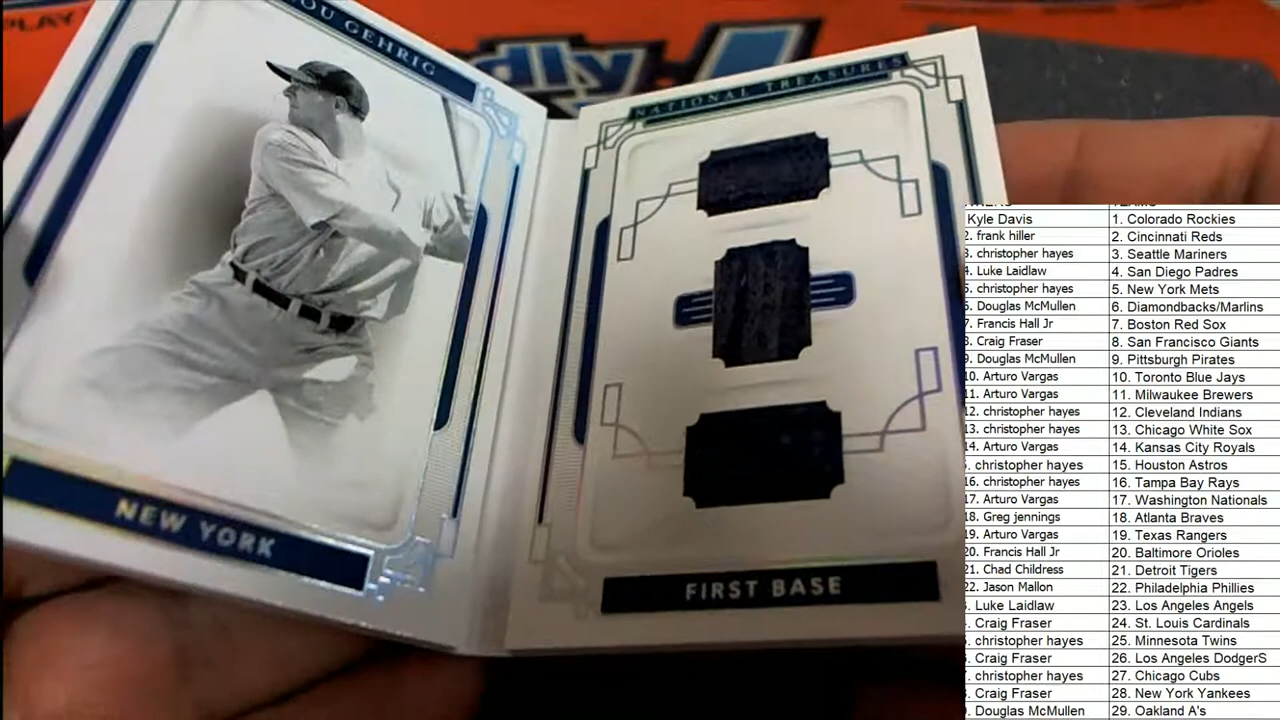 PLAY
dly
LOU GEHRIG
NATIONAL TREASURES
NEW YORK
FIRST BASE
Kyle Davis 1. Colorado Rockies
2. frank hiller 2. Cincinnati Reds
3. christopher hayes 3. Seattle Mariners
4. Luke Laidlaw 4. San Diego Padres
5. christopher hayes 5. New York Mets
6. Douglas McMullen 6. Diamondbacks/Marlins
7. Francis Hall Jr 7. Boston Red Sox
8. Craig Fraser 8. San Francisco Giants
9. Douglas McMullen 9. Pittsburgh Pirates
10. Arturo Vargas 10. Toronto Blue Jays
11. Arturo Vargas 11. Milwaukee Brewers
12. christopher hayes 12. Cleveland Indians
13. christopher hayes 13. Chicago White Sox
14. Arturo Vargas 14. Kansas City Royals
christopher hayes 15. Houston Astros
16. christopher hayes 16. Tampa Bay Rays
17. Arturo Vargas 17. Washington Nationals
18. Greg jennings 18. Atlanta Braves
19. Arturo Vargas 19. Texas Rangers
20. Francis Hall Jr 20. Baltimore Orioles
21. Chad Childress 21. Detroit Tigers
22. Jason Mallon 22. Philadelphia Phillies
Luke Laidlaw 23. Los Angeles Angels
Craig Fraser 24. St. Louis Cardinals
christopher hayes 25. Minnesota Twins
Craig Fraser 26. Los Angeles DodgerS
christopher hayes 27. Chicago Cubs
Craig Fraser 28. New York Yankees
Douglas McMullen 29. Oakland A's